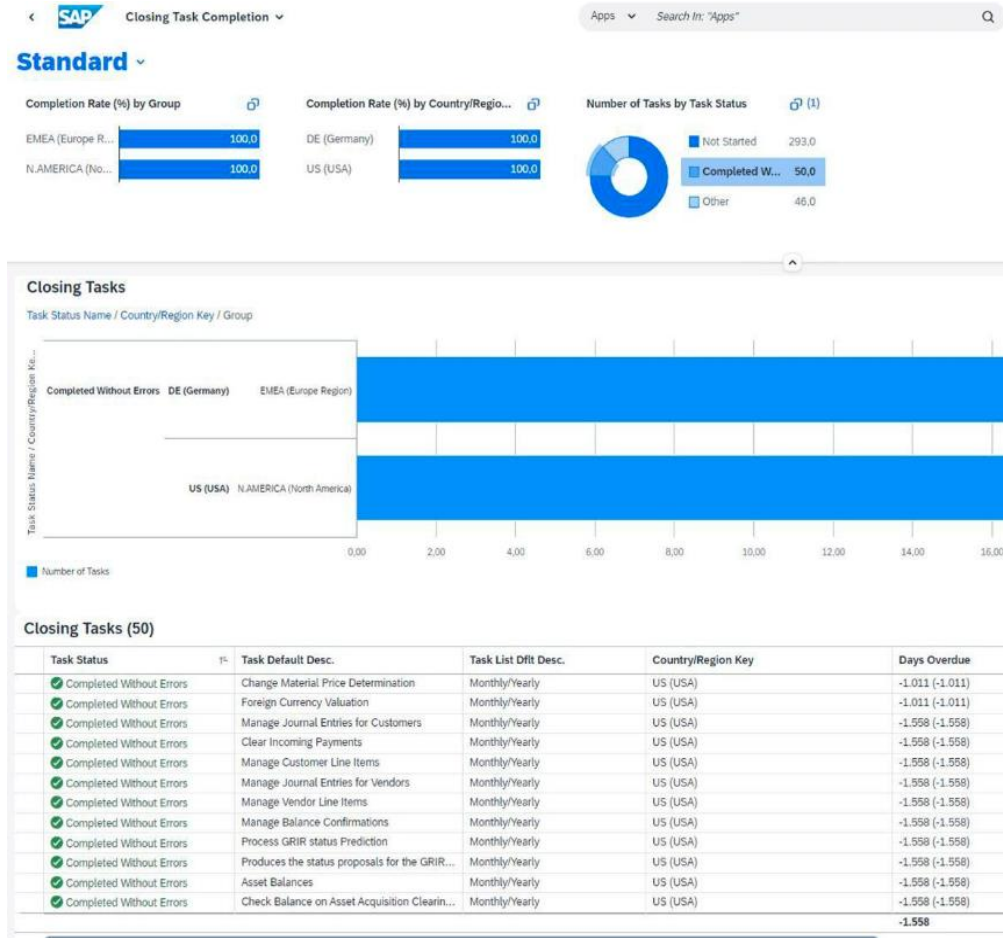 SAP Closing Task Completion Apps Search In: "Apps"
Standard
Completion Rate (%) by Group
EMEA (Europe R... 100,0
N.AMERICA (No... 100,0
Completion Rate (%) by Country/Regio...
DE (Germany) 100,0
US (USA) 100,0
Number of Tasks by Task Status (1)
Not Started 293,0
Completed W... 50,0
Other 46,0
Closing Tasks
Task Status Name / Country/Region Key / Group
Task Status Name / Country/Region Ke...
Completed Without Errors DE (Germany) EMEA (Europe Region)
US (USA) N.AMERICA (North America)
0,00 2,00 4,00 6,00 8,00 10,00 12,00 14,00 16,00
Number of Tasks
Closing Tasks (50)
Task Status Task Default Desc. Task List Dflt Desc. Country/Region Key Days Overdue
Completed Without Errors Change Material Price Determination Monthly/Yearly US (USA) -1.011 (-1.011)
Completed Without Errors Foreign Currency Valuation Monthly/Yearly US (USA) -1.011 (-1.011)
Completed Without Errors Manage Journal Entries for Customers Monthly/Yearly US (USA) -1.558 (-1.558)
Completed Without Errors Clear Incoming Payments Monthly/Yearly US (USA) -1.558 (-1.558)
Completed Without Errors Manage Customer Line Items Monthly/Yearly US (USA) -1.558 (-1.558)
Completed Without Errors Manage Journal Entries for Vendors Monthly/Yearly US (USA) -1.558 (-1.558)
Completed Without Errors Manage Vendor Line Items Monthly/Yearly US (USA) -1.558 (-1.558)
Completed Without Errors Manage Balance Confirmations Monthly/Yearly US (USA) -1.558 (-1.558)
Completed Without Errors Process GRIR status Prediction Monthly/Yearly US (USA) -1.558 (-1.558)
Completed Without Errors Produces the status proposals for the GRIR... Monthly/Yearly US (USA) -1.558 (-1.558)
Completed Without Errors Asset Balances Monthly/Yearly US (USA) -1.558 (-1.558)
Completed Without Errors Check Balance on Asset Acquisition Clearin... Monthly/Yearly US (USA) -1.558 (-1.558)
-1.558